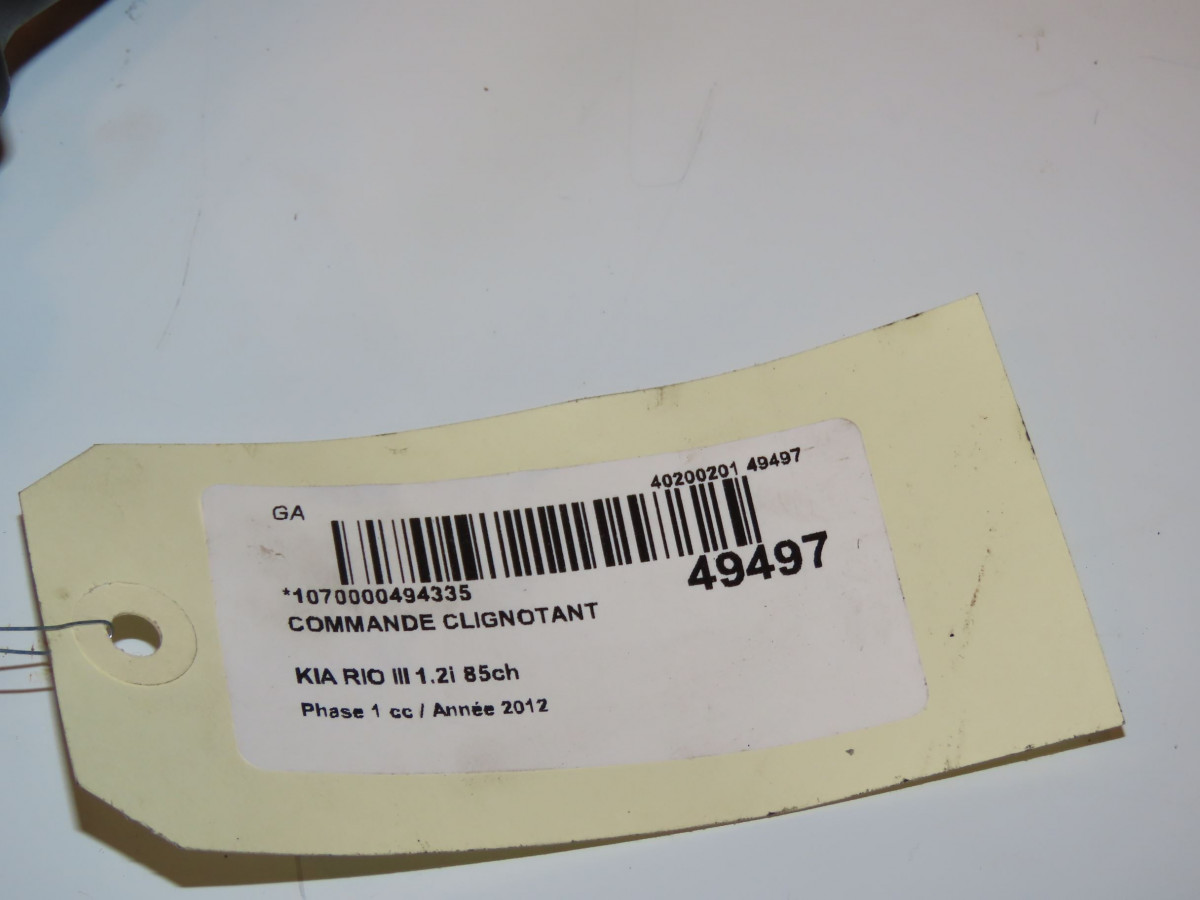 40200201 49497
GA
49497
*1070000494335
COMMANDE CLIGNOTANT
KIA RIO III 1.2i 85ch
Phase 1 cc / Année 2012